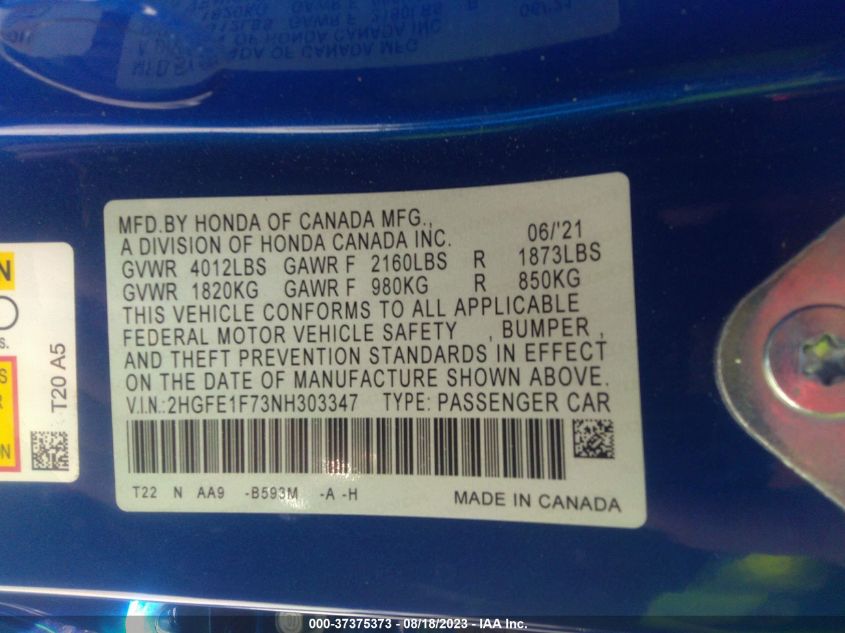 MFD.BY HONDA OF CANADA MFG.,
A DIVISION OF HONDA CANADA INC. 06/'21
GVWR 4012LBS GAWR F 2160LBS R 1873LBS
GVWR 1820KG GAWR F 980KG R 850KG
THIS VEHICLE CONFORMS TO ALL APPLICABLE
FEDERAL MOTOR VEHICLE SAFETY , BUMPER ,
AND THEFT PREVENTION STANDARDS IN EFFECT
ON THE DATE OF MANUFACTURE SHOWN ABOVE.
V.I.N.:2HGFE1F73NH303347 TYPE: PASSENGER CAR
T22 N AA9 -B593M -A -H MADE IN CANADA
T20 A5
000-37375373 - 08/18/2023 - IAA Inc.